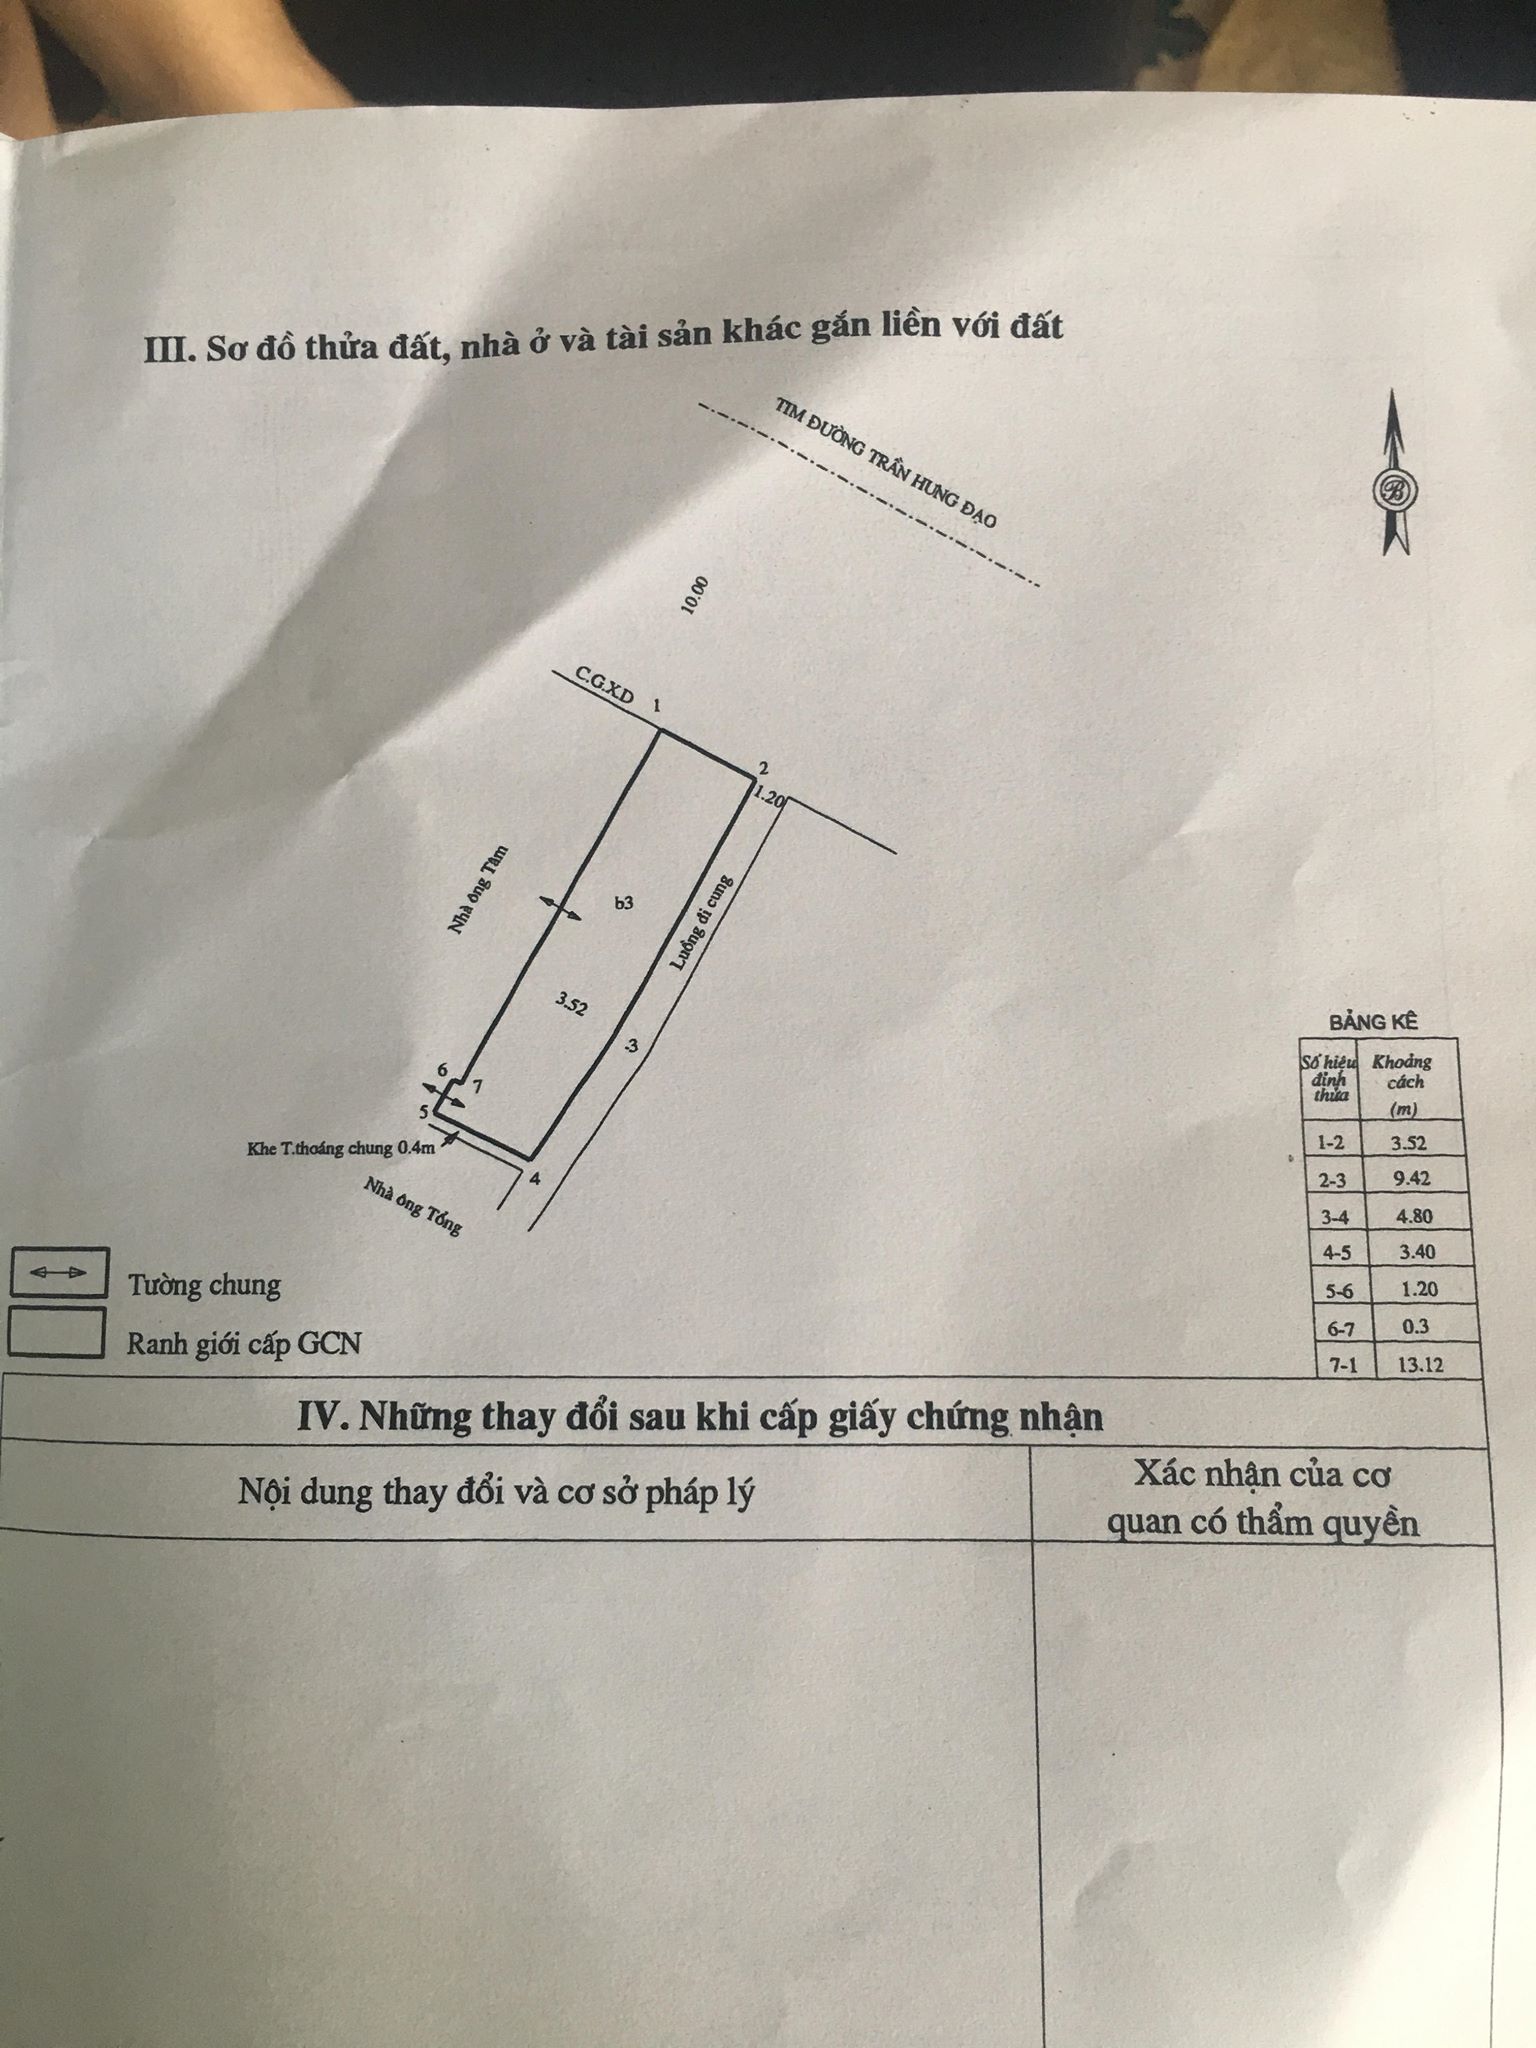 III. Sơ đồ thửa đất, nhà ở và tài sản khác gắn liền với đất
TIM ĐƯỜNG TRẦN HƯNG ĐẠO
B
10.00
C.G.X.D
1
2
1.20
Nhà ông Tâm
b3
Luồng đi cung
3.52
3
6
7
5
Khe T.thoáng chung 0.4m
4
Nhà ông Tổng
BẢNG KÊ
Số hiệu đỉnh thửa Khoảng cách (m)
1-2 3.52
2-3 9.42
3-4 4.80
4-5 3.40
5-6 1.20
6-7 0.3
7-1 13.12
Tường chung
Ranh giới cấp GCN
IV. Những thay đổi sau khi cấp giấy chứng nhận
Nội dung thay đổi và cơ sở pháp lý
Xác nhận của cơ
quan có thẩm quyền